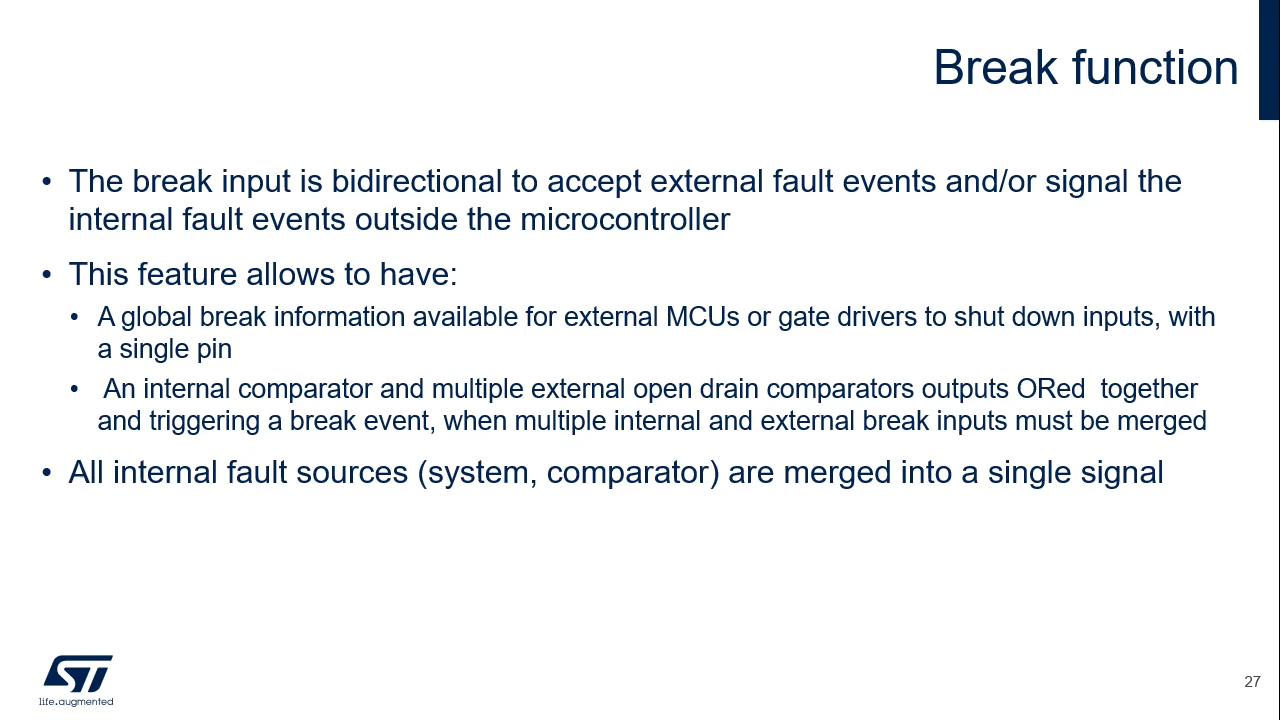 Break function
• The break input is bidirectional to accept external fault events and/or signal the
internal fault events outside the microcontroller
• This feature allows to have:
• A global break information available for external MCUs or gate drivers to shut down inputs, with
a single pin
• An internal comparator and multiple external open drain comparators outputs ORed together
and triggering a break event, when multiple internal and external break inputs must be merged
• All internal fault sources (system, comparator) are merged into a single signal
ST
life.augmented
27